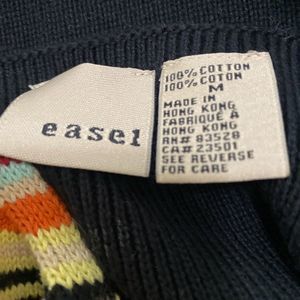 easel
100% COTTON
100% COTON
M
MADE IN
HONG KONG
FABRIQUÉ À
HONG KONG
RN# 83528
CA# 23501
SEE REVERSE
FOR CARE